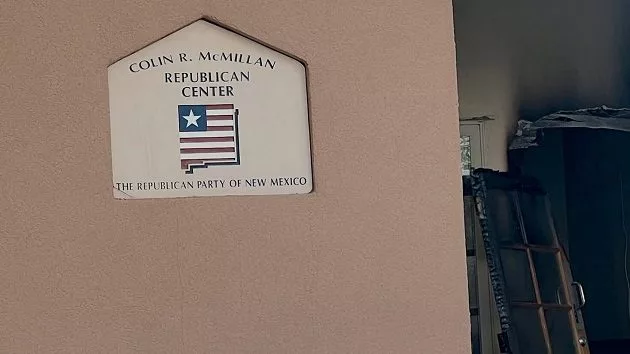 COLIN R. MCMILLAN
REPUBLICAN
CENTER
THE REPUBLICAN PARTY OF NEW MEXICO